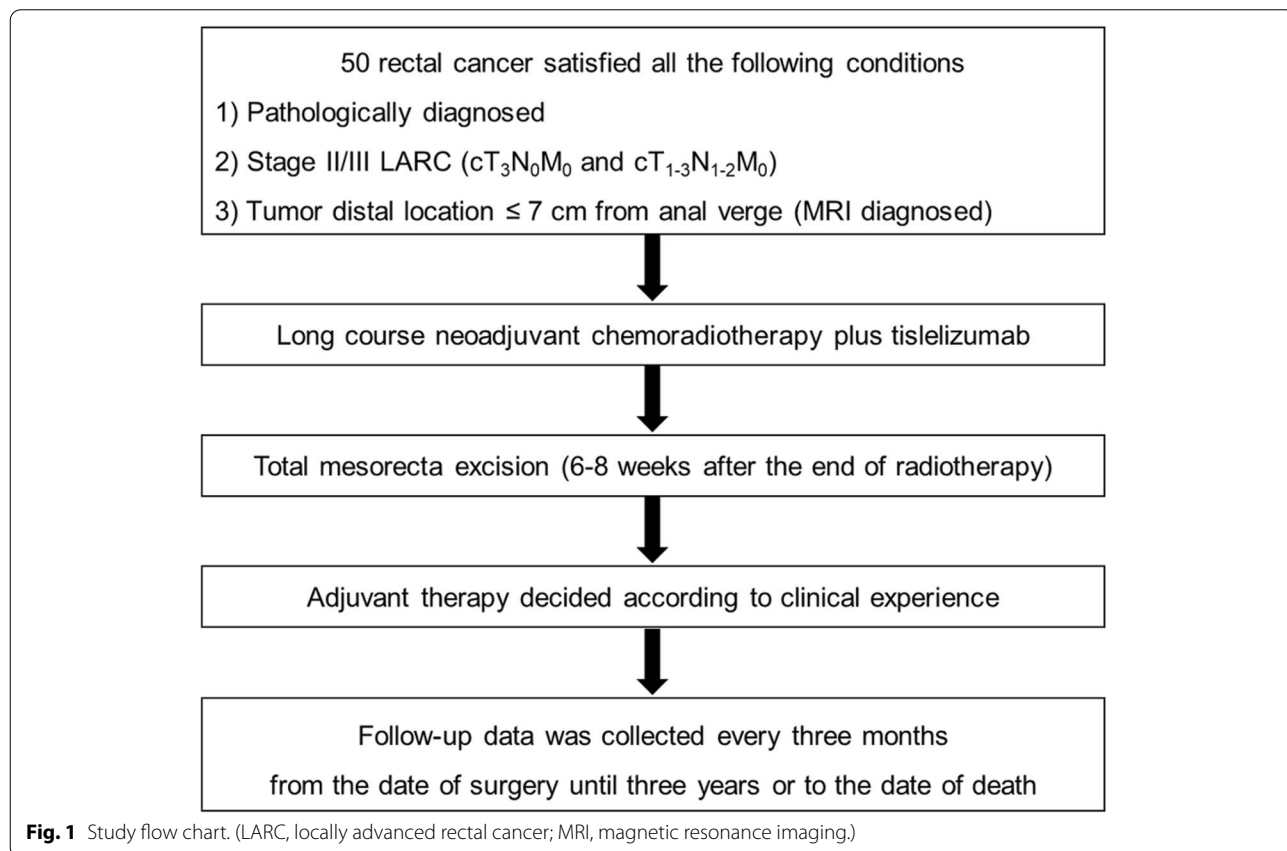 50 rectal cancer satisfied all the following conditions
1) Pathologically diagnosed
2) Stage II/III LARC (cT₃N₀M₀ and cT₁₋₃N₁₋₂M₀)
3) Tumor distal location ≤ 7 cm from anal verge (MRI diagnosed)
Long course neoadjuvant chemoradiotherapy plus tislelizumab
Total mesorecta excision (6-8 weeks after the end of radiotherapy)
Adjuvant therapy decided according to clinical experience
Follow-up data was collected every three months
from the date of surgery until three years or to the date of death
Fig. 1 Study flow chart. (LARC, locally advanced rectal cancer; MRI, magnetic resonance imaging.)